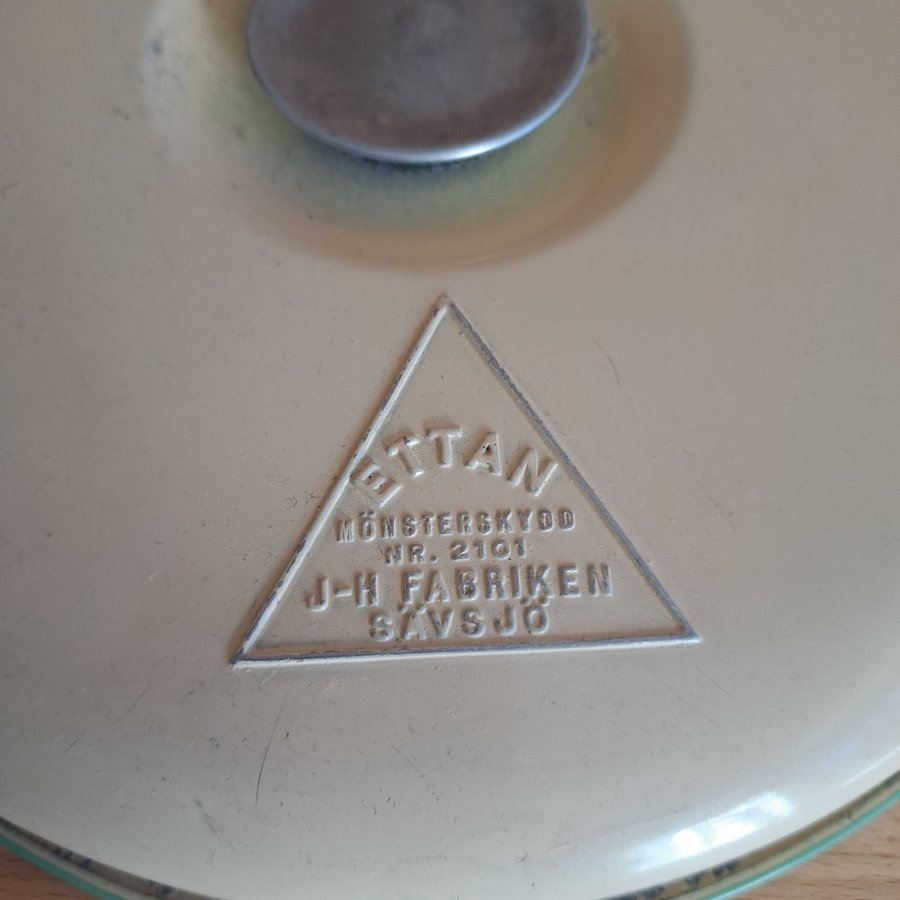 ETTAN
MÖNSTERSKYDD
NR. 2101
J-H FABRIKEN
SÄVSJÖ